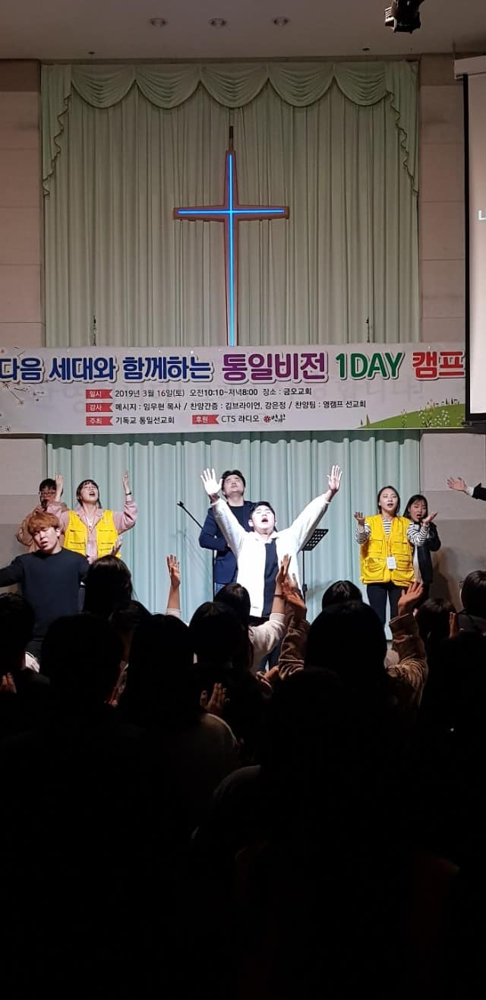 다음 세대와 함께하는 통일비전 1DAY 캠프
일시 2019년 3월 16일(토) 오전10:10~저녁8:00 장소 : 금오교회
강사 메시지 : 임우현 목사 / 찬양간증 : 김브라이언, 강은정 / 찬양팀 : 영캠프 선교회
주최 기독교 통일선교회 후원 CTS 라디오